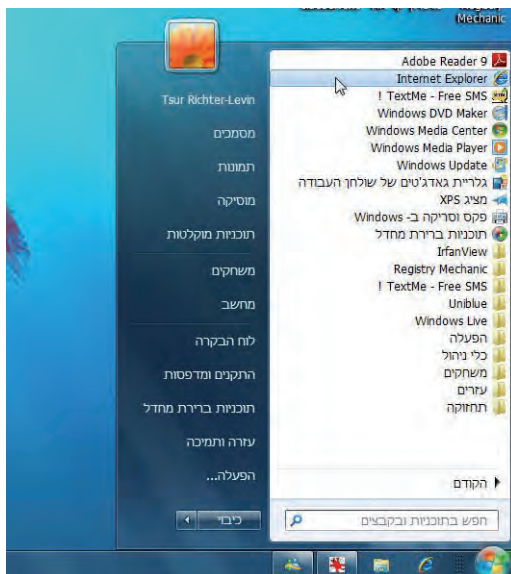 Mechanic
Adobe Reader 9
Internet Explorer
! TextMe - Free SMS
Windows DVD Maker
Windows Media Center
Windows Media Player
Windows Update
גלריית גאדג'טים של שולחן העבודה
מציג XPS
פקס וסריקה ב- Windows
תוכניות ברירת מחדל
IrfanView
Registry Mechanic
! TextMe - Free SMS
Uniblue
Windows Live
הפעלה
כלי ניהול
משחקים
עזרים
תחזוקה
הקודם
חפש בתוכניות ובקבצים
Tsur Richter-Levin
מסמכים
תמונות
מוסיקה
תוכניות מוקלטות
משחקים
מחשב
לוח הבקרה
התקנים ומדפסות
תוכניות ברירת מחדל
עזרה ותמיכה
הפעלה...
כיבוי